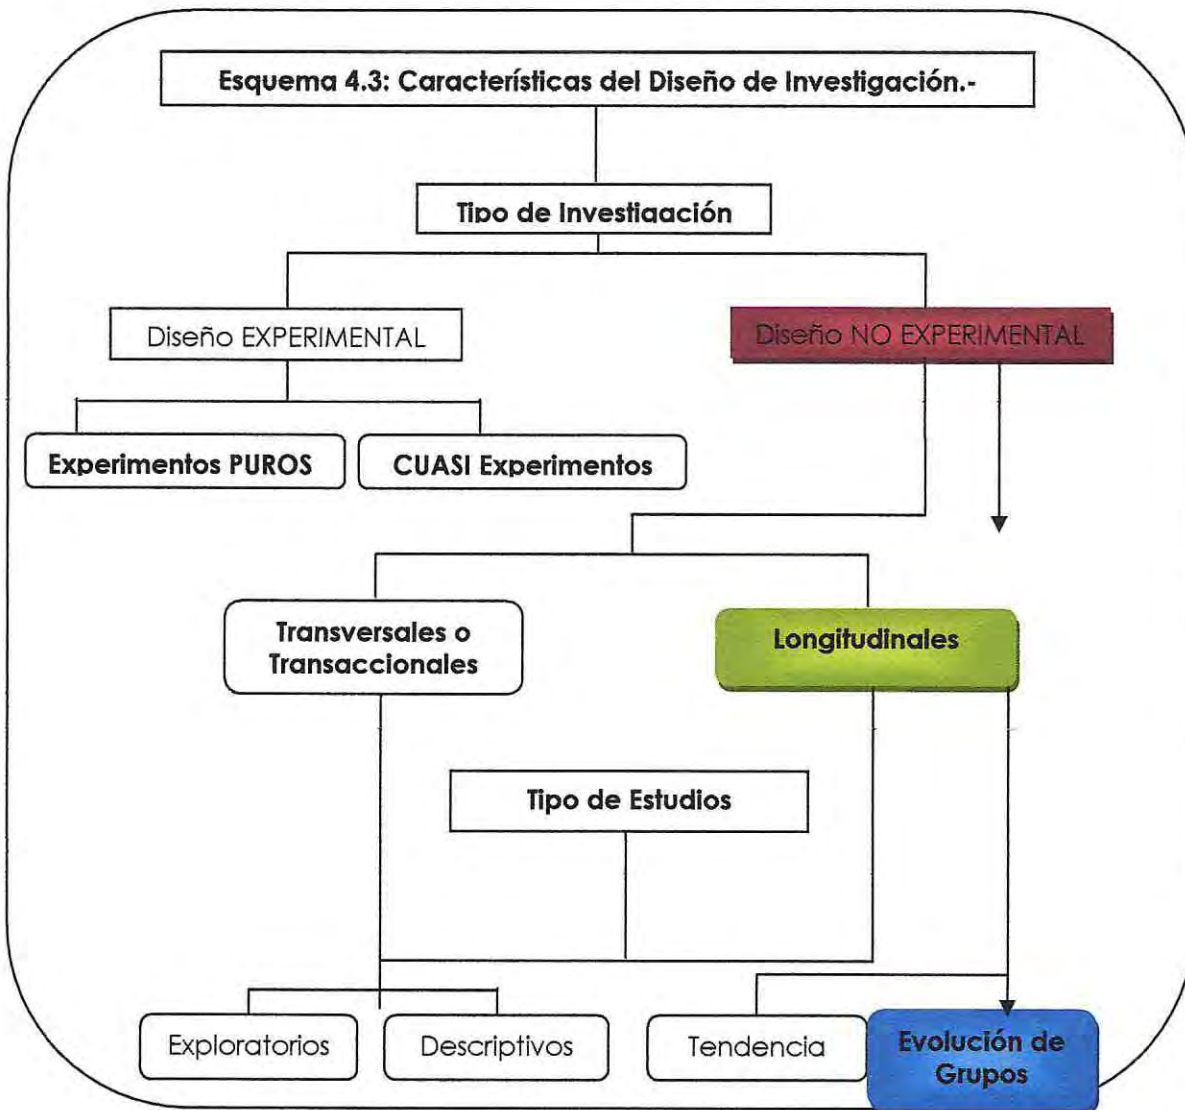 Esquema 4.3: Características del Diseño de Investigación.-
Tipo de Investigación
Diseño EXPERIMENTAL
Diseño NO EXPERIMENTAL
Experimentos PUROS
CUASI Experimentos
Transversales o
Transaccionales
Longitudinales
Tipo de Estudios
Exploratorios
Descriptivos
Tendencia
Evolución de
Grupos